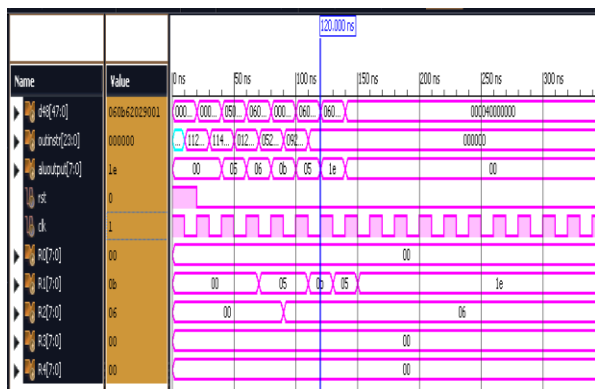 120.000 ns
Name Value 0 ns 50 ns 100 ns 150 ns 200 ns 250 ns 300 ns
d48[47:0] 060b62029001 000... 000... 050... 060... 000... 060... 060... 000040000000
outinstr[23:0] 000000 ... 112... 114... 012... 052... 092... 000000
aluoutput[7:0] 1e 00 05 06 0b 05 1e 00
rst 0
clk 1
R0[7:0] 00 00
R1[7:0] 0b 00 05 0b 05 1e
R2[7:0] 06 00 06
R3[7:0] 00 00
R4[7:0] 00 00